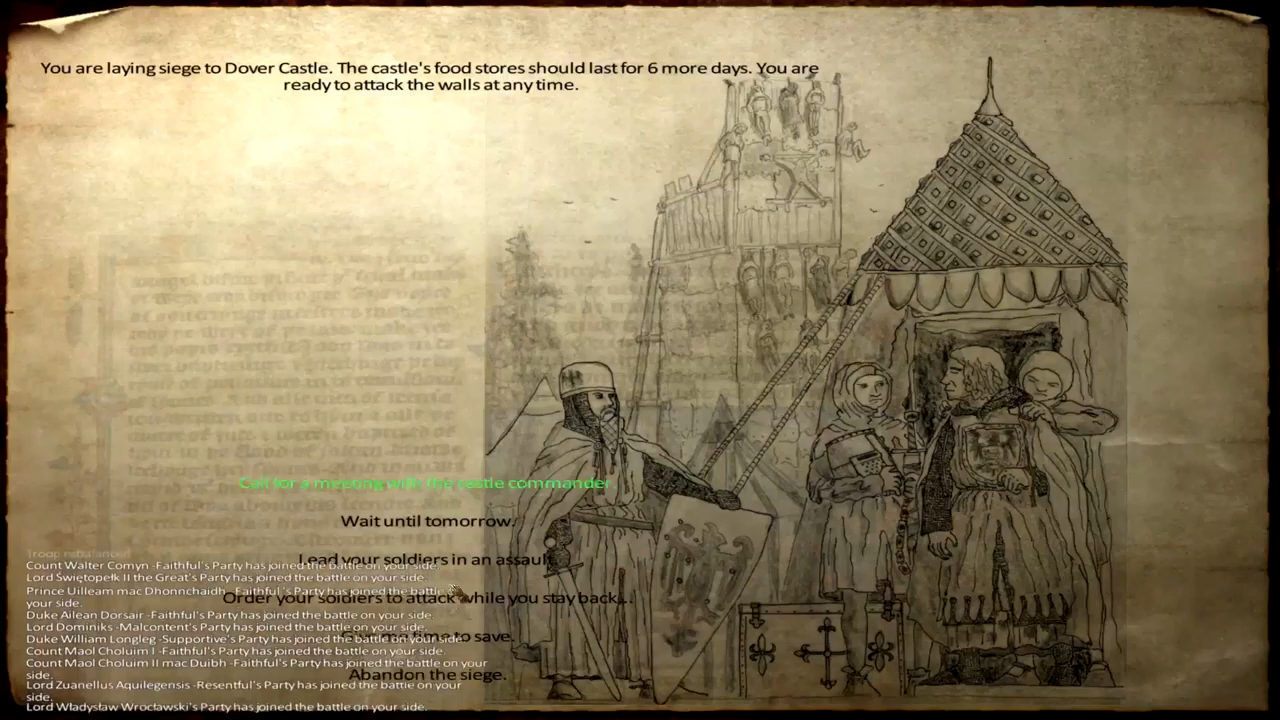 You are laying siege to Dover Castle. The castle's food stores should last for 6 more days. You are
ready to attack the walls at any time.
Call for a meeting with the castle commander
Wait until tomorrow.
Lead your soldiers in an assault.
Order your soldiers to attack while you stay back...
time to save.
Abandon the siege.
Troop rebalanced
Count Walter Comyn -Faithful's Party has joined the battle on your side.
Lord Świętopełk II the Great's Party has joined the battle on your side.
Prince Uilleam mac Dhonnchaidh -Faithful's Party has joined the battle
your side.
Duke Ailean Dorsair -Faithful's Party has joined the battle on your side.
Lord Dominiks -Malcontent's Party has joined the battle on your side.
Duke William Longleg -Supportive's Party has joined the battle on your side.
Count Maol Choluim I -Faithful's Party has joined the battle on your side.
Count Maol Choluim II mac Duibh -Faithful's Party has joined the battle on your
side.
Lord Zuanellus Aquilegensis -Resentful's Party has joined the battle on your
side.
Lord Władysław Wrocławski's Party has joined the battle on your side.